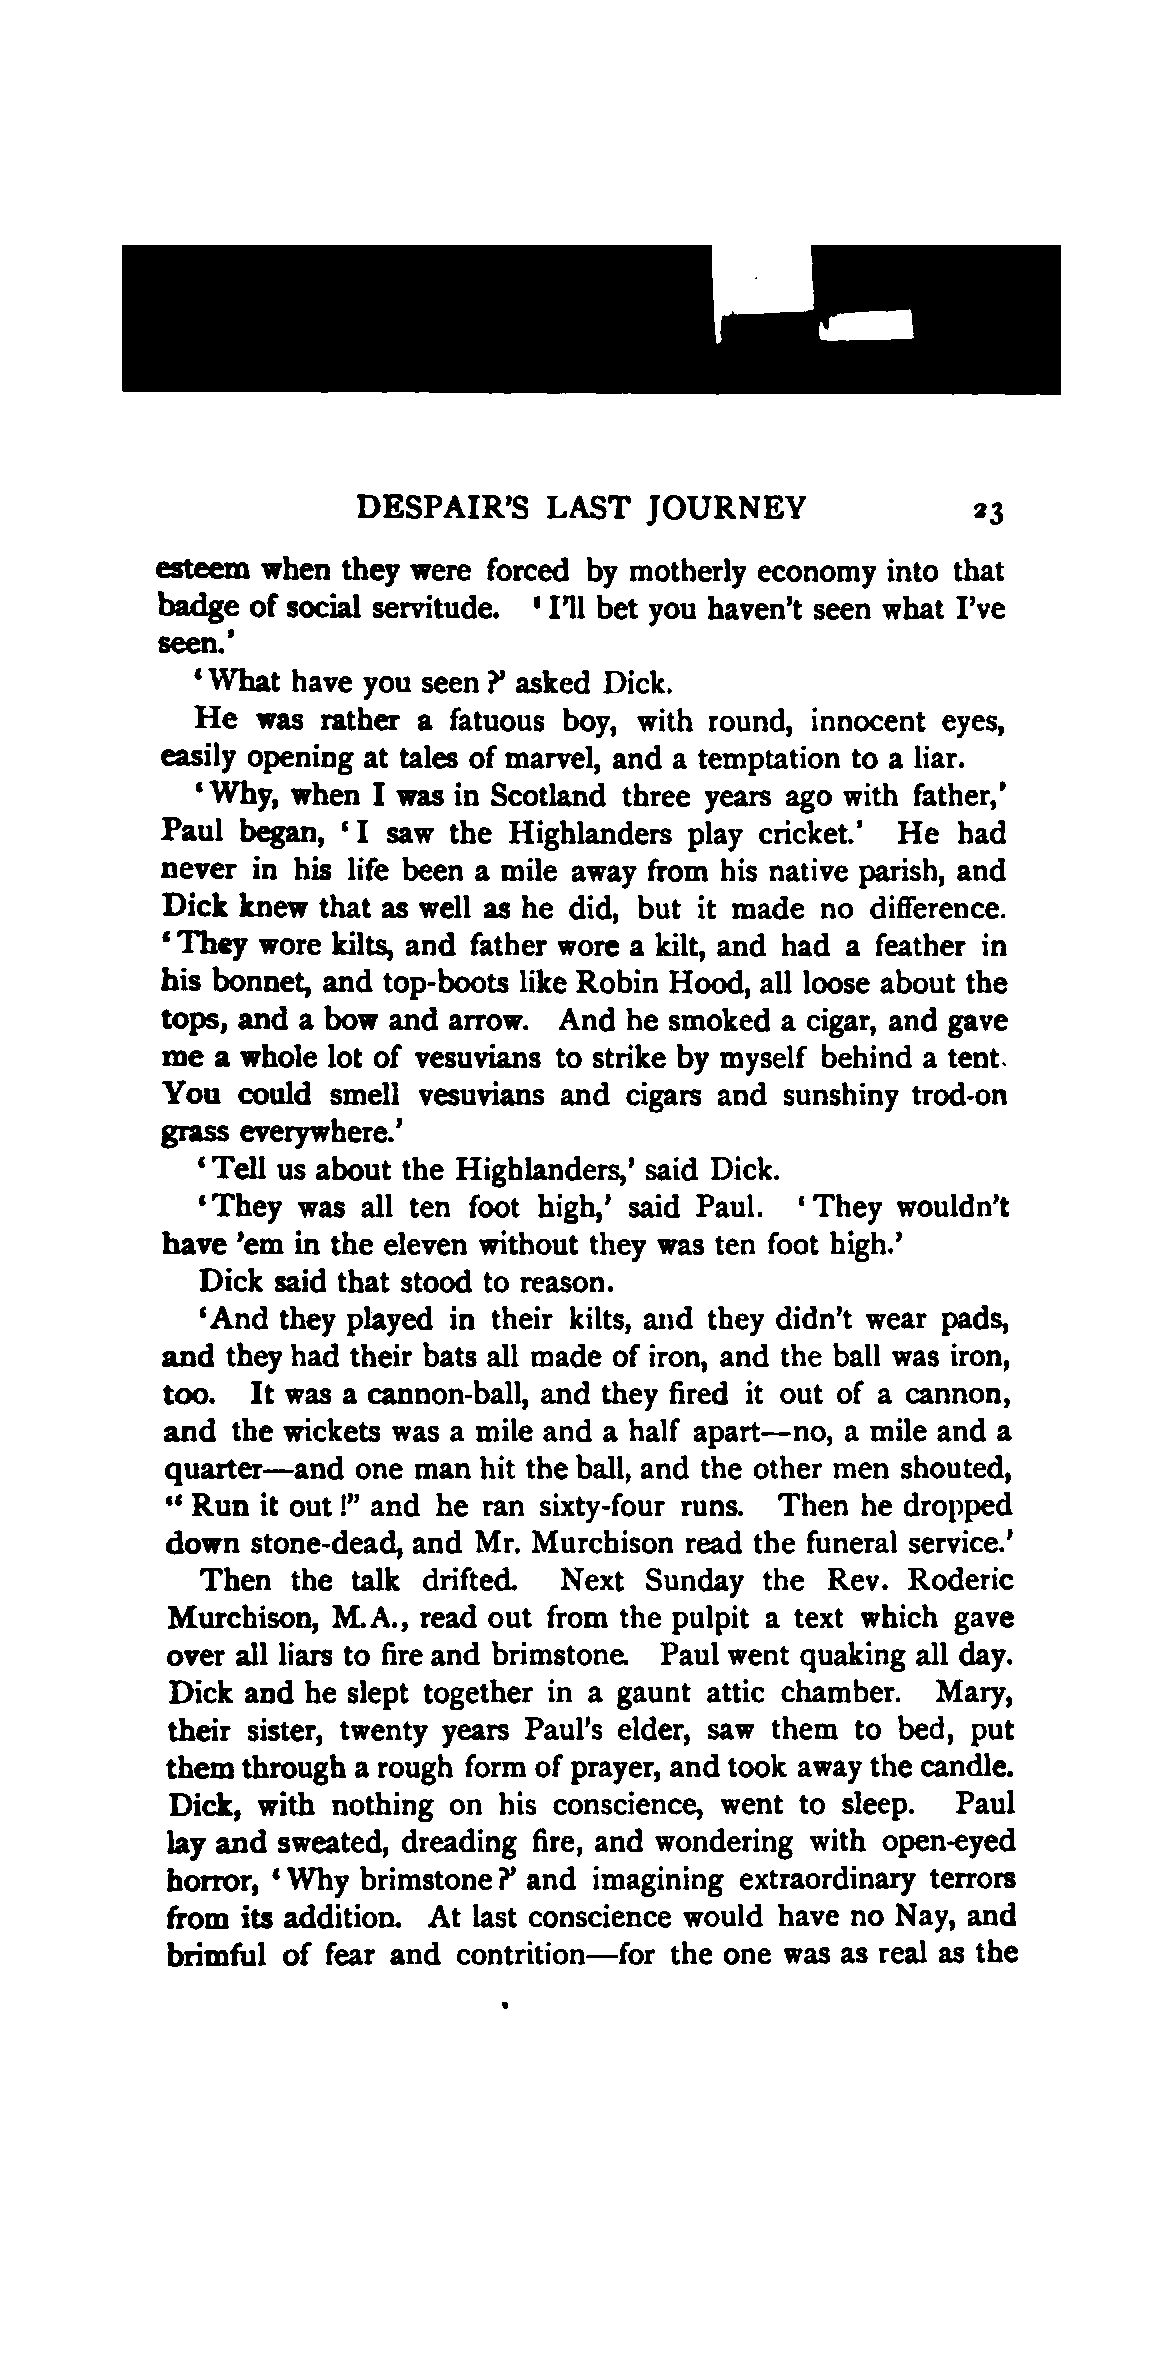 DESPAIR'S LAST JOURNEY 23
esteem when they were forced by motherly economy into that
badge of social servitude. 'I'll bet you haven't seen what I've
seen.'
'What have you seen?' asked Dick.
He was rather a fatuous boy, with round, innocent eyes,
easily opening at tales of marvel, and a temptation to a liar.
'Why, when I was in Scotland three years ago with father,'
Paul began, 'I saw the Highlanders play cricket.' He had
never in his life been a mile away from his native parish, and
Dick knew that as well as he did, but it made no difference.
'They wore kilts, and father wore a kilt, and had a feather in
his bonnet, and top-boots like Robin Hood, all loose about the
tops, and a bow and arrow. And he smoked a cigar, and gave
me a whole lot of vesuvians to strike by myself behind a tent.
You could smell vesuvians and cigars and sunshiny trod-on
grass everywhere.'
'Tell us about the Highlanders,' said Dick.
'They was all ten foot high,' said Paul. 'They wouldn't
have 'em in the eleven without they was ten foot high.'
Dick said that stood to reason.
'And they played in their kilts, and they didn't wear pads,
and they had their bats all made of iron, and the ball was iron,
too. It was a cannon-ball, and they fired it out of a cannon,
and the wickets was a mile and a half apart—no, a mile and a
quarter—and one man hit the ball, and the other men shouted,
"Run it out!" and he ran sixty-four runs. Then he dropped
down stone-dead, and Mr. Murchison read the funeral service.'
Then the talk drifted. Next Sunday the Rev. Roderic
Murchison, M.A., read out from the pulpit a text which gave
over all liars to fire and brimstone. Paul went quaking all day.
Dick and he slept together in a gaunt attic chamber. Mary,
their sister, twenty years Paul's elder, saw them to bed, put
them through a rough form of prayer, and took away the candle.
Dick, with nothing on his conscience, went to sleep. Paul
lay and sweated, dreading fire, and wondering with open-eyed
horror, 'Why brimstone?' and imagining extraordinary terrors
from its addition. At last conscience would have no Nay, and
brimful of fear and contrition—for the one was as real as the